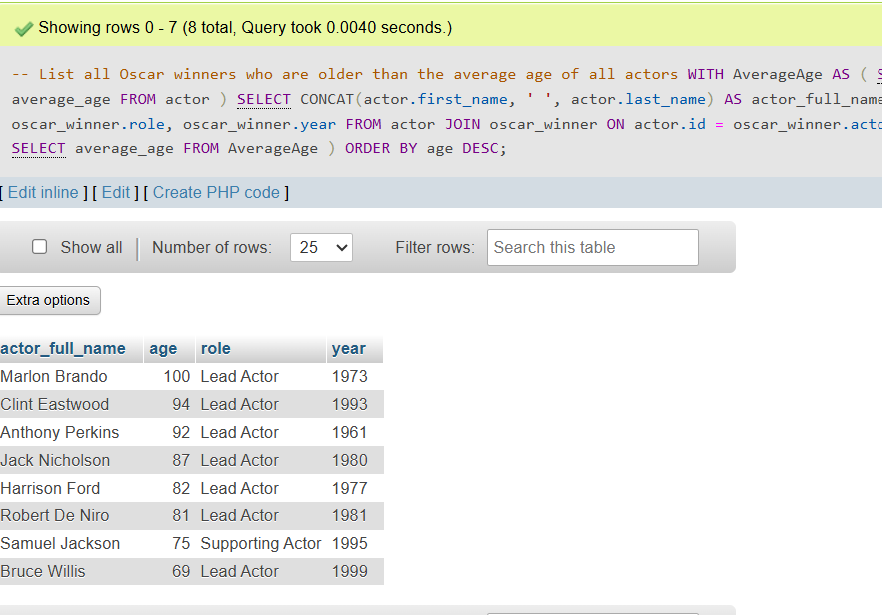 Showing rows 0 - 7 (8 total, Query took 0.0040 seconds.)
-- List all Oscar winners who are older than the average age of all actors WITH AverageAge AS (
average_age FROM actor ) SELECT CONCAT(actor.first_name, ' ', actor.last_name) AS actor_full_name
oscar_winner.role, oscar_winner.year FROM actor JOIN oscar_winner ON actor.id = oscar_winner.acto
SELECT average_age FROM AverageAge ) ORDER BY age DESC;
[ Edit inline ] [ Edit ] [ Create PHP code ]
Show all Number of rows: 25 Filter rows: Search this table
Extra options
actor_full_name age role year
Marlon Brando 100 Lead Actor 1973
Clint Eastwood 94 Lead Actor 1993
Anthony Perkins 92 Lead Actor 1961
Jack Nicholson 87 Lead Actor 1980
Harrison Ford 82 Lead Actor 1977
Robert De Niro 81 Lead Actor 1981
Samuel Jackson 75 Supporting Actor 1995
Bruce Willis 69 Lead Actor 1999